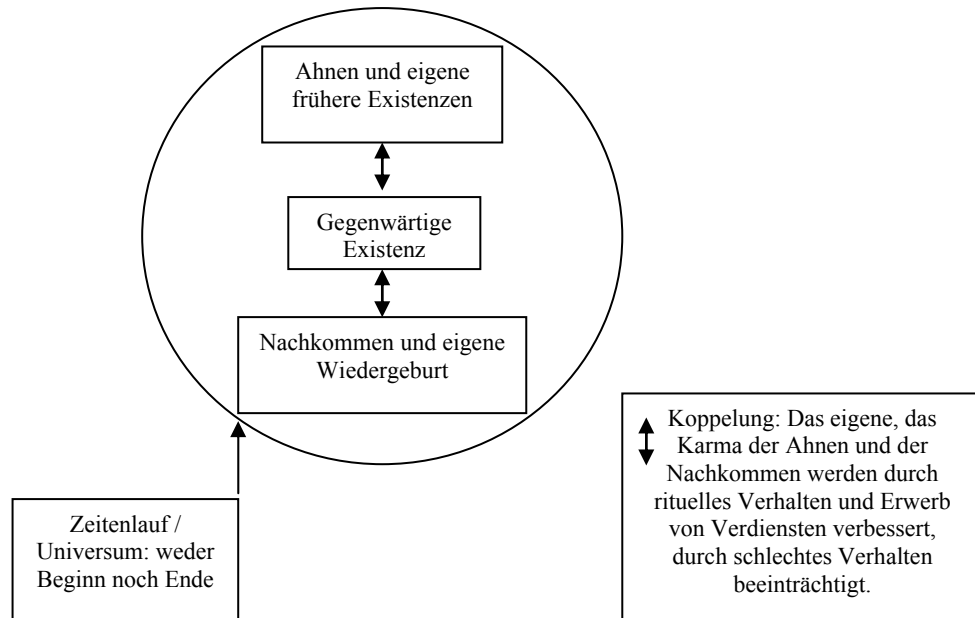 Ahnen und eigene
frühere Existenzen
Gegenwärtige
Existenz
Nachkommen und eigene
Wiedergeburt
Zeitenlauf /
Universum: weder
Beginn noch Ende
Koppelung: Das eigene, das
Karma der Ahnen und der
Nachkommen werden durch
rituelles Verhalten und Erwerb
von Verdiensten verbessert,
durch schlechtes Verhalten
beeinträchtigt.